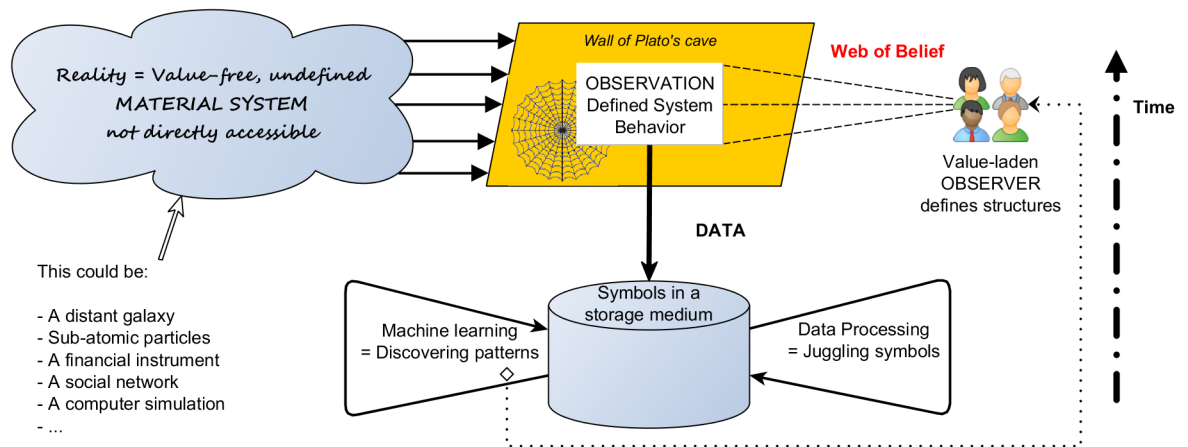 Reality = Value-free, undefined
MATERIAL SYSTEM
not directly accessible
Wall of Plato's cave
OBSERVATION
Defined System
Behavior
Web of Belief
Time
Value-laden
OBSERVER
defines structures
DATA
This could be:
- A distant galaxy
- Sub-atomic particles
- A financial instrument
- A social network
- A computer simulation
- ...
Machine learning
= Discovering patterns
Symbols in a
storage medium
Data Processing
= Juggling symbols